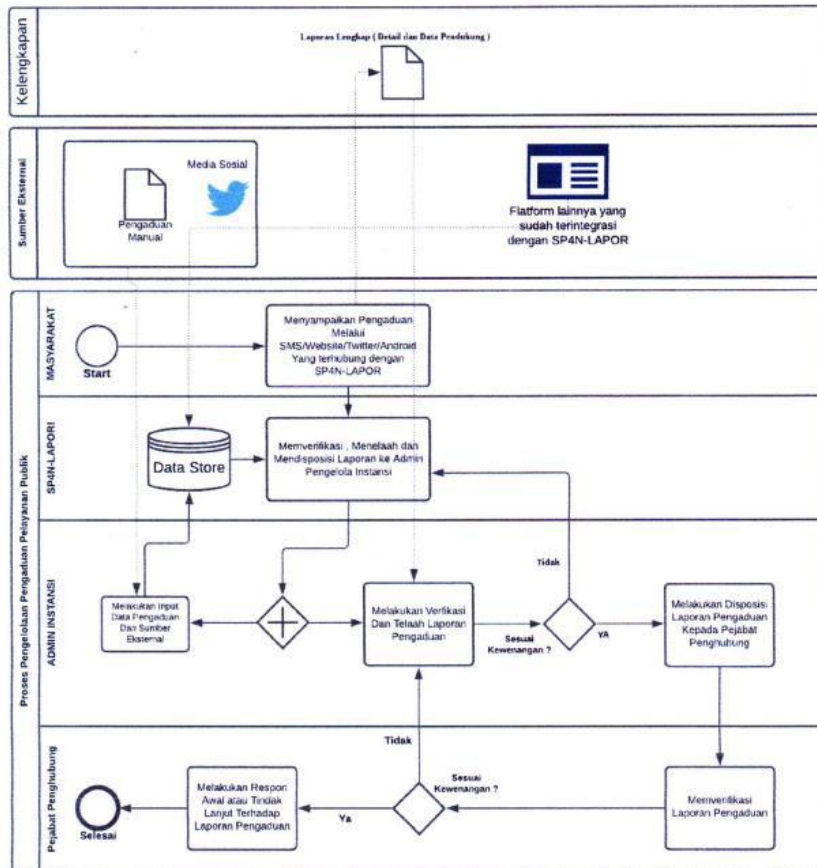 Kelengkapan
Laporan Lengkap ( Detail dan Data Pendukung )
Sumber Eksternal
Media Sosial
Pengaduan
Manual
Flatform lainnya yang
sudah terintegrasi
dengan SP4N-LAPOR
Proses Pengelolaan Pengaduan Pelayanan Publik
MASYARAKAT
Start
Menyampaikan Pengaduan
Melalui
SMS/Website/Twitter/Android
Yang terhubung dengan
SP4N-LAPOR
SP4N-LAPOR!
Data Store
Memverifikasi , Menelaah dan
Mendisposisi Laporan ke Admin
Pengelola Instansi
ADMIN INSTANSI
Melakukan Input
Data Pengaduan
Dari Sumber
Eksternal
Melakukan Verfikasi
Dan Telaah Laporan
Pengaduan
Sesuai
Kewenangan ?
Tidak
YA
Melakukan Disposisi
Laporan Pengaduan
Kepada Pejabat
Penghubung
Pejabat Penghubung
Selesai
Melakukan Respon
Awal atau Tindak
Lanjut Terhadap
Laporan Pengaduan
Ya
Tidak
Sesuai
Kewenangan ?
Memverifikasi
Laporan Pengaduan